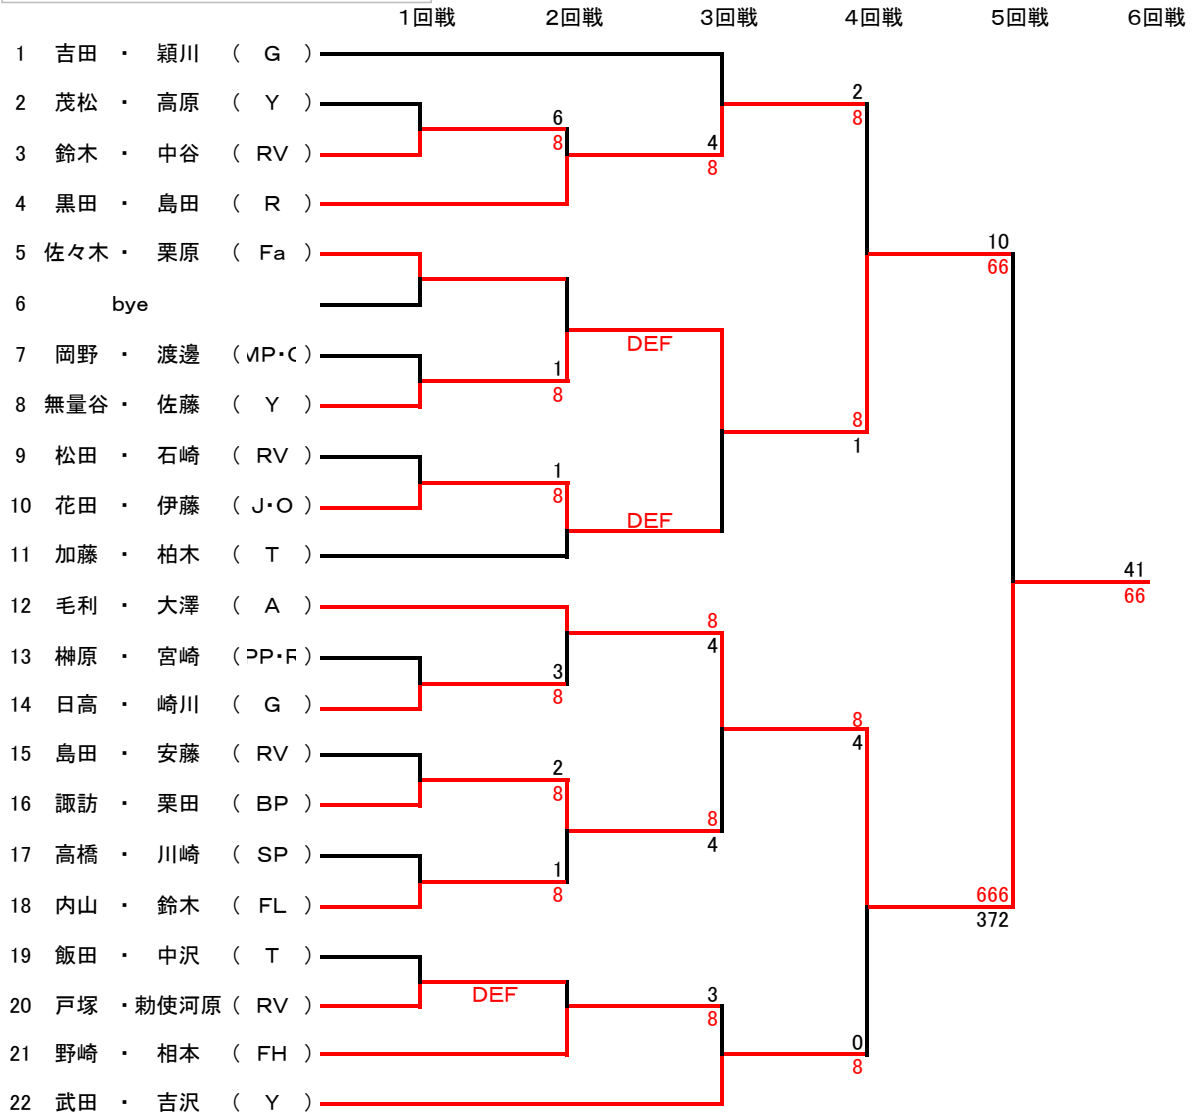 1回戦 2回戦 3回戦 4回戦 5回戦 6回戦
1 吉田 ・ 穎川 ( G )
2
2 茂松 ・ 高原 ( Y )
6 8
8 4
3 鈴木 ・ 中谷 ( RV )
8
4 黒田 ・ 島田 ( R )
10
5 佐々木 ・ 栗原 ( Fa )
66
6 bye
DEF
7 岡野 ・ 渡邊 ( MP・ )
1
8 無量谷 ・ 佐藤 ( Y )
8 8
1
9 松田 ・ 石崎 ( RV )
1
8
10 花田 ・ 伊藤 ( J・O )
DEF
11 加藤 ・ 柏木 ( T )
41
66
12 毛利 ・ 大澤 ( A )
8
4
13 榊原 ・ 宮崎 ( PP・ )
3
8
14 日高 ・ 崎川 ( G )
8
4
15 島田 ・ 安藤 ( RV )
2
8
16 諏訪 ・ 栗田 ( BP )
8
4
17 高橋 ・ 川崎 ( SP )
1
8
666
18 内山 ・ 鈴木 ( FL )
372
19 飯田 ・ 中沢 ( T )
DEF 3
20 戸塚 ・ 勅使河原 ( RV )
8
0
21 野崎 ・ 相本 ( FH )
8
22 武田 ・ 吉沢 ( Y )